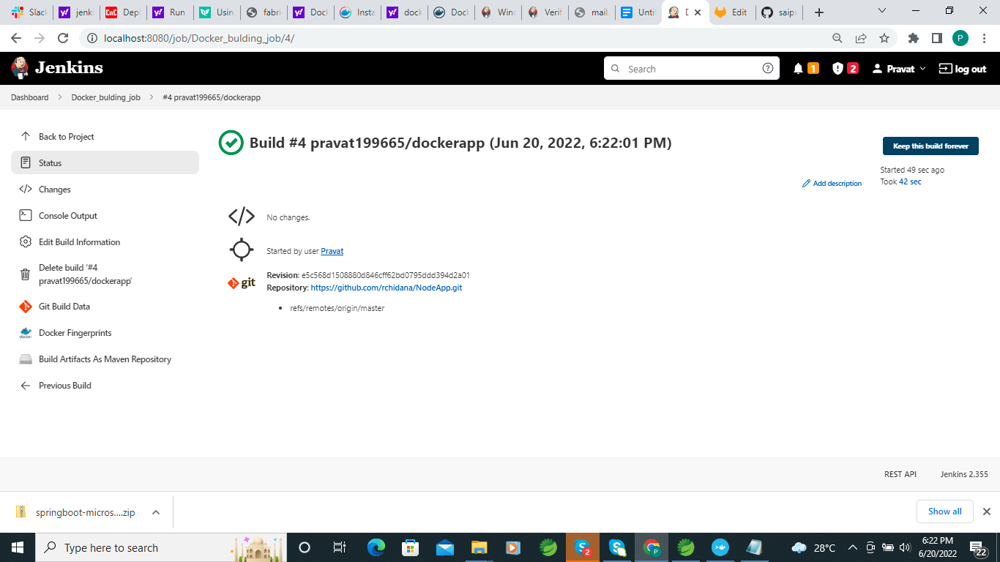 Slack
jenk
CnC
Depl
Run
Usin
fabri
Dock
Insta
dock
Dock
Wind
Verif
mail
Untit
D
Edit
saip
localhost:8080/job/Docker_bulding_job/4/
P
Jenkins
Search
1
2
Pravat
log out
Dashboard
Docker_bulding_job
#4 pravat199665/dockerapp
Back to Project
Status
Changes
Console Output
Edit Build Information
Delete build ‘#4
pravat199665/dockerapp’
Git Build Data
Docker Fingerprints
Build Artifacts As Maven Repository
Previous Build
Build #4 pravat199665/dockerapp (Jun 20, 2022, 6:22:01 PM)
Keep this build forever
Started 49 sec ago
Took 42 sec
Add description
No changes.
Started by user Pravat
git
Revision: e5c568d1508880d846cff62bd0795ddd394d2a01
Repository: https://github.com/rchidana/NodeApp.git
refs/remotes/origin/master
REST API
Jenkins 2.355
springboot-micros....zip
Show all
Type here to search
2
P
28°C
6:22 PM
6/20/2022
22